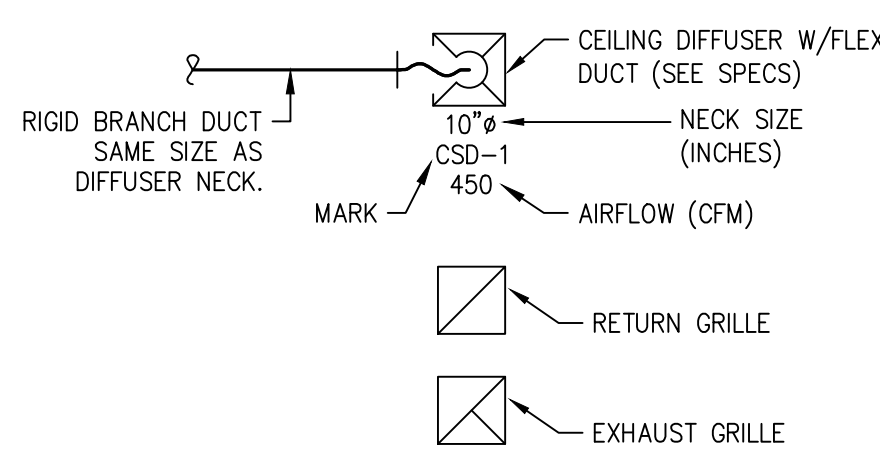 CEILING DIFFUSER W/FLEX
DUCT (SEE SPECS)
RIGID BRANCH DUCT
SAME SIZE AS
DIFFUSER NECK.
10"ø
CSD-1
450
NECK SIZE
(INCHES)
MARK
AIRFLOW (CFM)
RETURN GRILLE
EXHAUST GRILLE